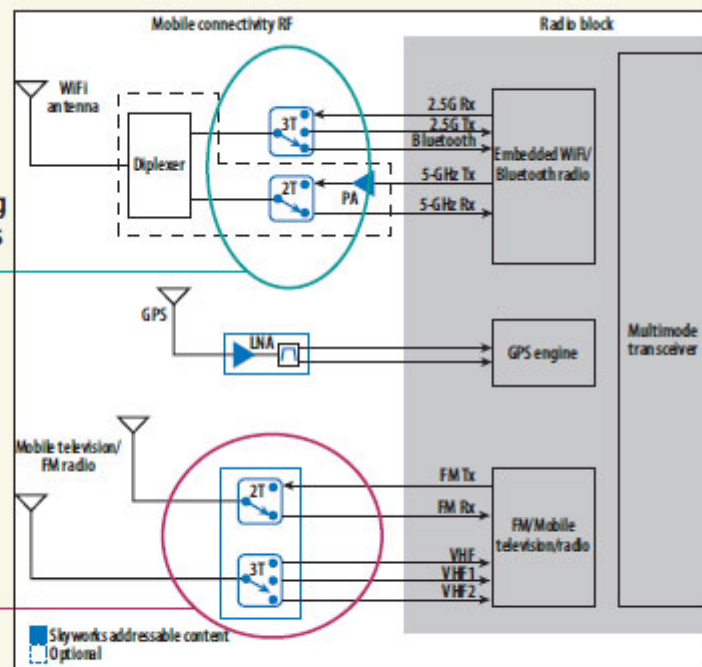 Mobile connectivity RF
Radio block
WiFi
antenna
Diplexer
3T
2T
PA
2.5G Rx
2.5G Tx
Bluetooth
5-GHz Tx
5-GHz Rx
Embedded WiFi/
Bluetooth radio
g
s
GPS
LNA
GPS engine
Multimode
transceiver
Mobile television/
FM radio
2T
3T
FM Tx
FM Rx
VHF
VHF1
VHF2
FM/Mobile
television/radio
Skyworks addressable content
Optional